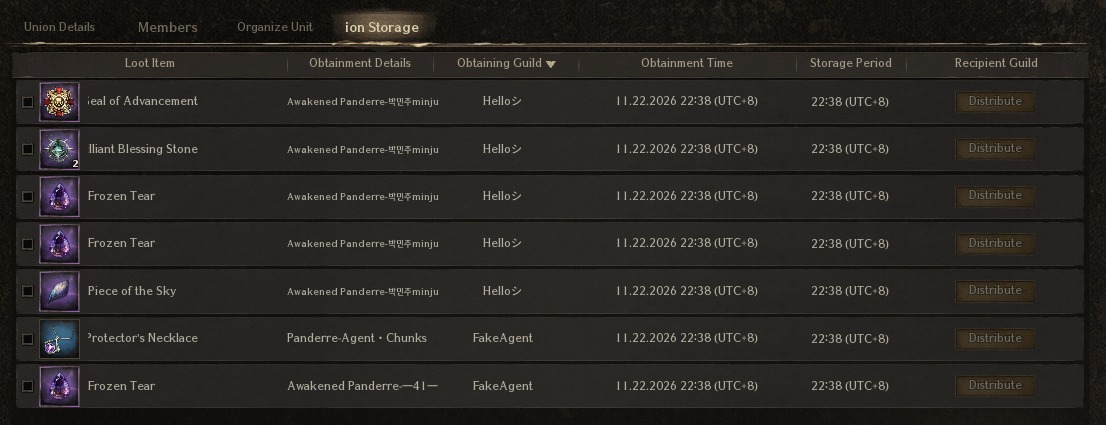 Union Details Members Organize Unit ion Storage
Loot Item Obtainment Details Obtaining Guild ▼ Obtainment Time Storage Period Recipient Guild
Seal of Advancement Awakened Panderre-박민주minju Helloシ 11.22.2026 22:38 (UTC+8) 22:38 (UTC+8) Distribute
lliant Blessing Stone 2 Awakened Panderre-박민주minju Helloシ 11.22.2026 22:38 (UTC+8) 22:38 (UTC+8) Distribute
Frozen Tear Awakened Panderre-박민주minju Helloシ 11.22.2026 22:38 (UTC+8) 22:38 (UTC+8) Distribute
Frozen Tear Awakened Panderre-박민주minju Helloシ 11.22.2026 22:38 (UTC+8) 22:38 (UTC+8) Distribute
Piece of the Sky Awakened Panderre-박민주minju Helloシ 11.22.2026 22:38 (UTC+8) 22:38 (UTC+8) Distribute
Protector's Necklace Panderre-Agent・Chunks FakeAgent 11.22.2026 22:38 (UTC+8) 22:38 (UTC+8) Distribute
Frozen Tear Awakened Panderre-一41一 FakeAgent 11.22.2026 22:38 (UTC+8) 22:38 (UTC+8) Distribute